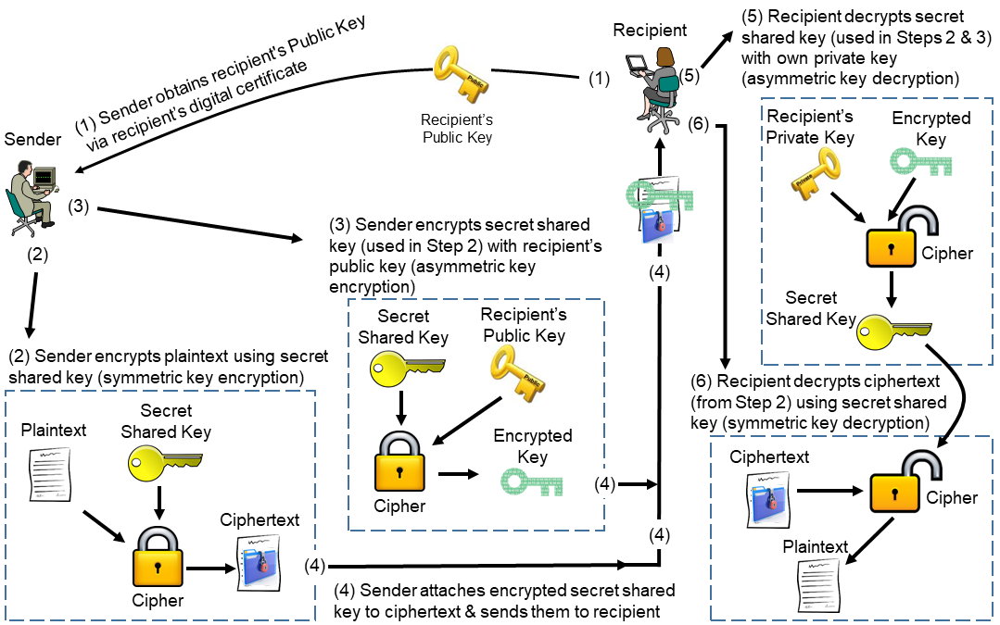 (1) Sender obtains recipient's Public Key
via recipient's digital certificate
Public
Recipient's
Public Key
(1)
Recipient
(5)
(6)
(5) Recipient decrypts secret
shared key (used in Steps 2 & 3)
with own private key
(asymmetric key decryption)
Recipient's
Private Key
Private
Encrypted
Key
Cipher
Secret
Shared Key
Sender
(3)
(2)
(3) Sender encrypts secret shared
key (used in Step 2) with recipient's
public key (asymmetric key
encryption)
Secret
Shared Key
Recipient's
Public Key
Public
Encrypted
Key
Cipher
(4)
(4)
(4)
(2) Sender encrypts plaintext using secret
shared key (symmetric key encryption)
Plaintext
Secret
Shared Key
Ciphertext
Cipher
(4)
(4) Sender attaches encrypted secret shared
key to ciphertext & sends them to recipient
(6) Recipient decrypts ciphertext
(from Step 2) using secret shared
key (symmetric key decryption)
Ciphertext
Cipher
Plaintext